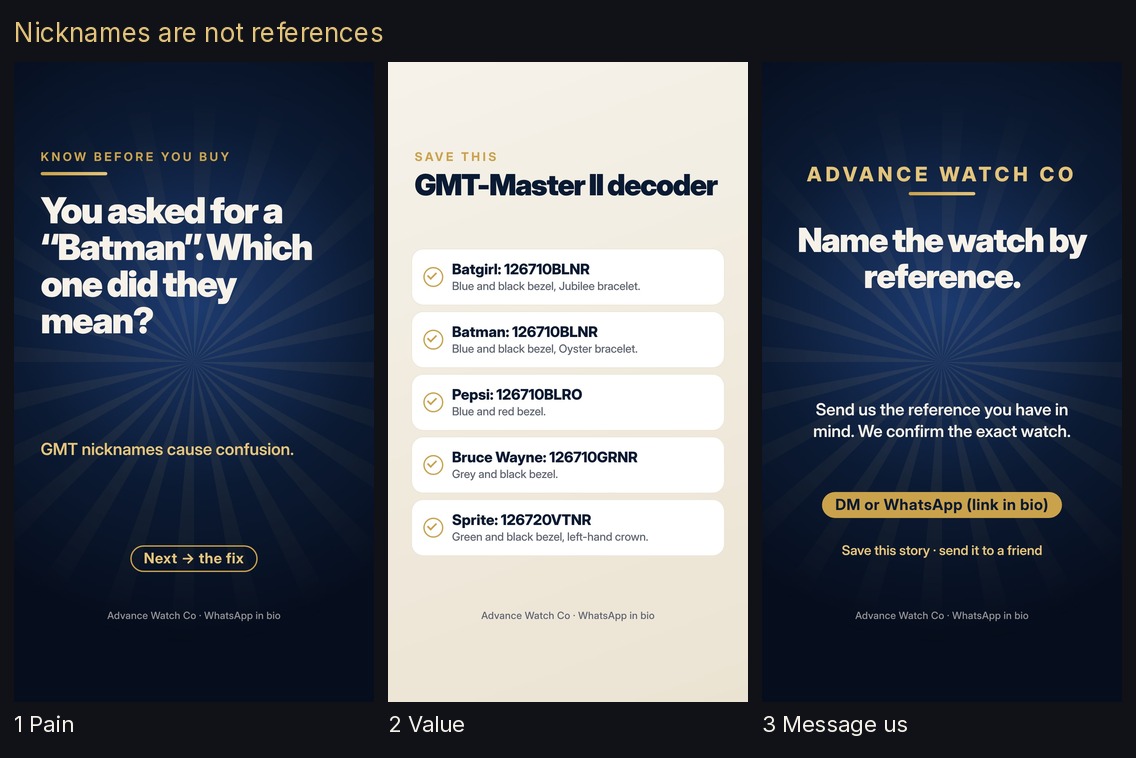 Nicknames are not references
KNOW BEFORE YOU BUY
You asked for a
“Batman”. Which
one did they
mean?
GMT nicknames cause confusion.
Next → the fix
Advance Watch Co · WhatsApp in bio
1 Pain
SAVE THIS
GMT-Master II decoder
Batgirl: 126710BLNR
Blue and black bezel, Jubilee bracelet.
Batman: 126710BLNR
Blue and black bezel, Oyster bracelet.
Pepsi: 126710BLRO
Blue and red bezel.
Bruce Wayne: 126710GRNR
Grey and black bezel.
Sprite: 126720VTNR
Green and black bezel, left-hand crown.
Advance Watch Co · WhatsApp in bio
2 Value
ADVANCE WATCH CO
Name the watch by
reference.
Send us the reference you have in
mind. We confirm the exact watch.
DM or WhatsApp (link in bio)
Save this story · send it to a friend
Advance Watch Co · WhatsApp in bio
3 Message us